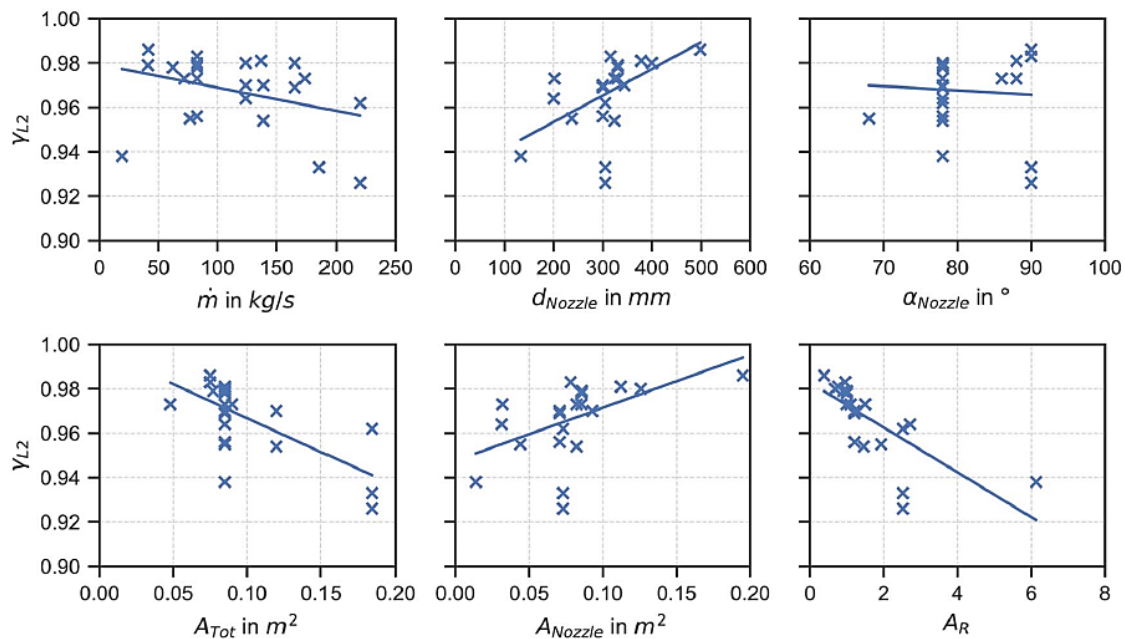 1.00
0.98
0.96
0.94
0.92
0.90
γL2
0 50 100 150 200 250
ṁ in kg/s
0 100 200 300 400 500 600
dNozzle in mm
60 70 80 90 100
αNozzle in °
1.00
0.98
0.96
0.94
0.92
0.90
γL2
0.00 0.05 0.10 0.15 0.20
ATot in m²
0.00 0.05 0.10 0.15 0.20
ANozzle in m²
0 2 4 6 8
AR